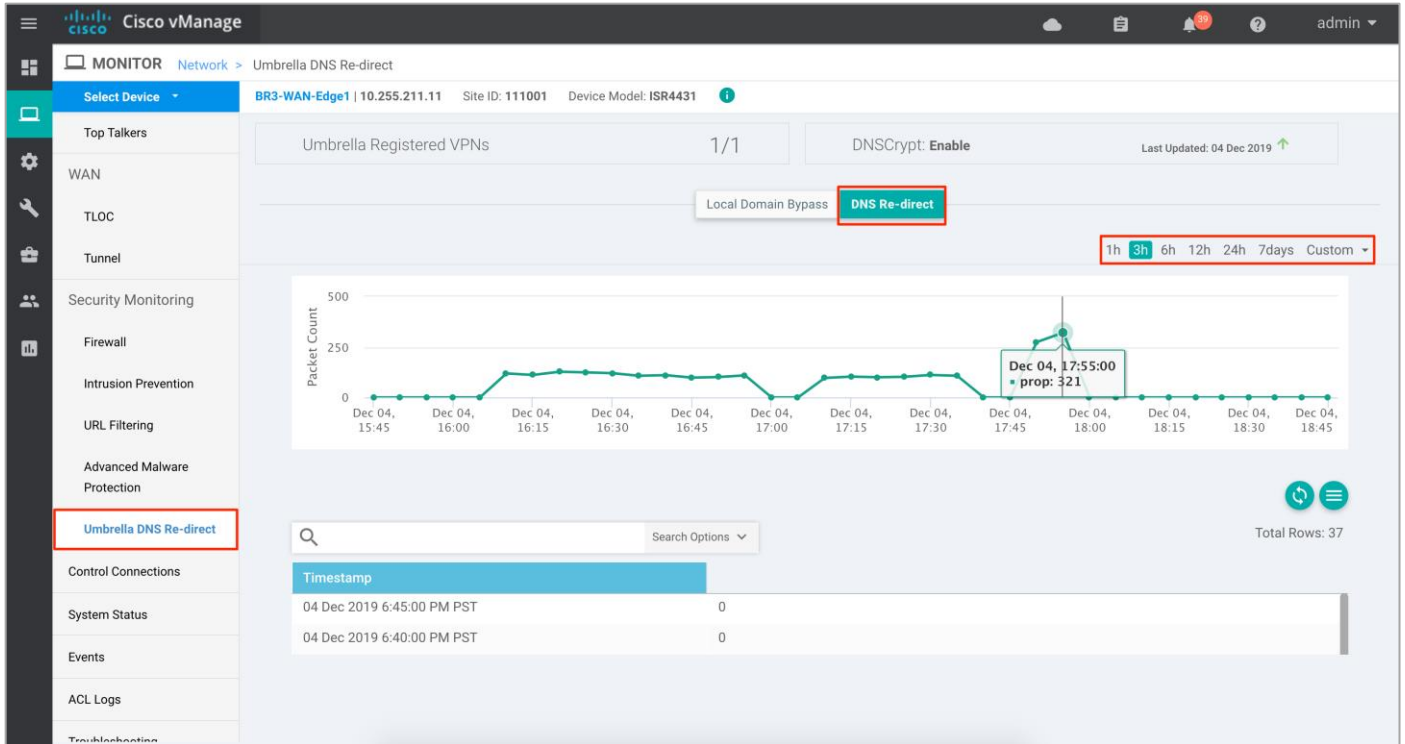 cisco Cisco vManage
39
admin
MONITOR Network > Umbrella DNS Re-direct
Select Device
BR3-WAN-Edge1 | 10.255.211.11 Site ID: 111001 Device Model: ISR4431
Top Talkers
WAN
TLOC
Tunnel
Security Monitoring
Firewall
Intrusion Prevention
URL Filtering
Advanced Malware
Protection
Umbrella DNS Re-direct
Control Connections
System Status
Events
ACL Logs
Troubleshooting
Umbrella Registered VPNs 1/1
DNSCrypt: Enable Last Updated: 04 Dec 2019
Local Domain Bypass DNS Re-direct
1h 3h 6h 12h 24h 7days Custom
Packet Count
500
250
0
Dec 04, 17:55:00
prop: 321
Dec 04, Dec 04, Dec 04, Dec 04, Dec 04, Dec 04, Dec 04, Dec 04, Dec 04, Dec 04, Dec 04, Dec 04, Dec 04,
15:45 16:00 16:15 16:30 16:45 17:00 17:15 17:30 17:45 18:00 18:15 18:30 18:45
Search Options
Total Rows: 37
Timestamp
04 Dec 2019 6:45:00 PM PST 0
04 Dec 2019 6:40:00 PM PST 0